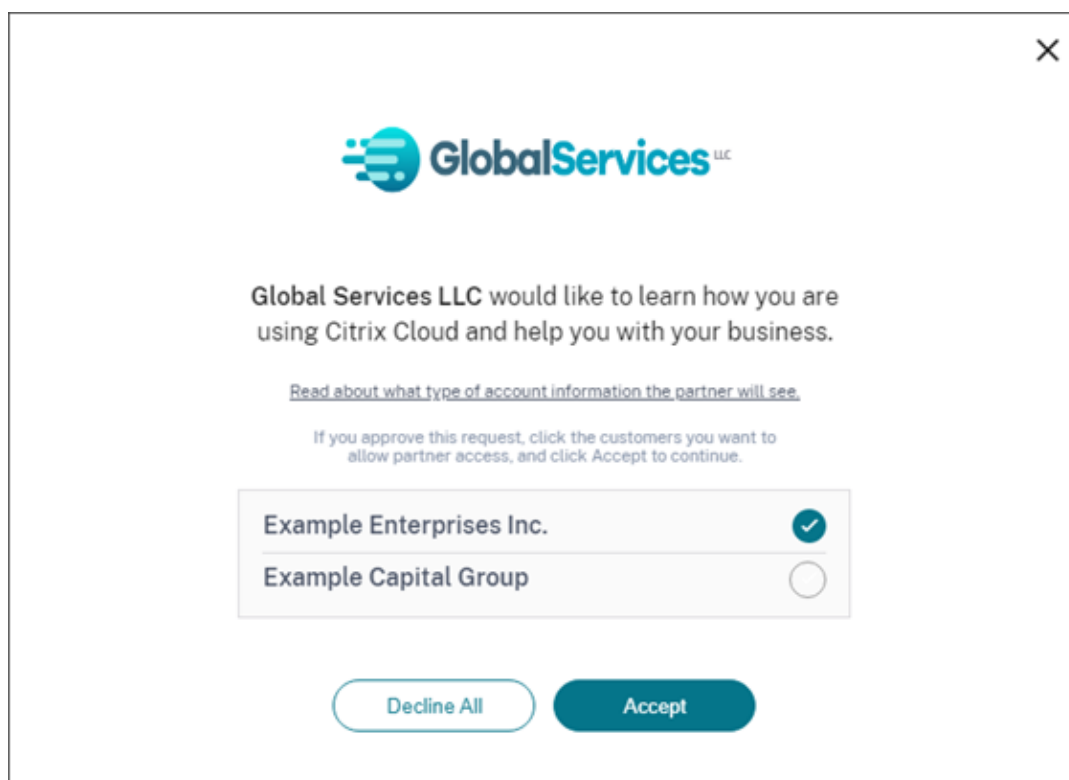 GlobalServices LLC
Global Services LLC would like to learn how you are
using Citrix Cloud and help you with your business.
Read about what type of account information the partner will see.
If you approve this request, click the customers you want to
allow partner access, and click Accept to continue.
Example Enterprises Inc.
Example Capital Group
Decline All
Accept